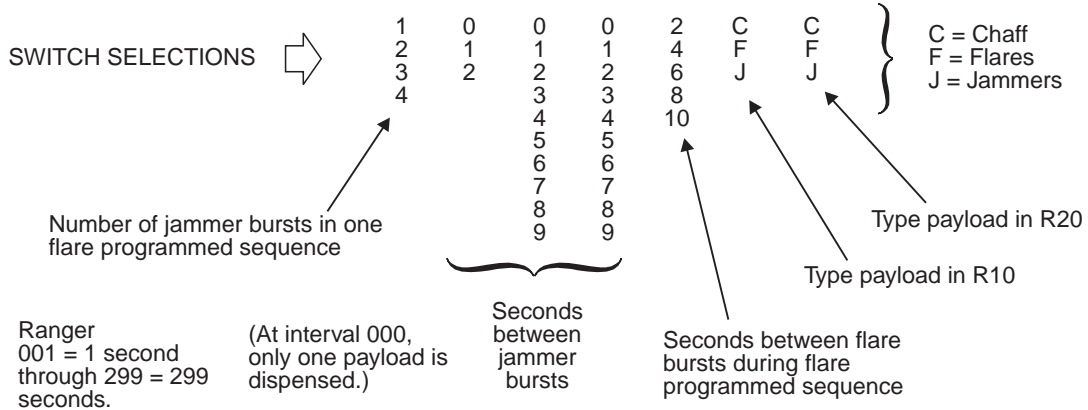 1 0 0 0 2 C C
SWITCH SELECTIONS 2 1 1 1 4 F F
3 2 2 2 6 J J
4 3 3 8
4 4 10
5 5
6 6
7 7
8 8
9 9
C = Chaff
F = Flares
J = Jammers
Number of jammer bursts in one
flare programmed sequence
Type payload in R20
Type payload in R10
Ranger
001 = 1 second
through 299 = 299
seconds.
(At interval 000,
only one payload is
dispensed.)
Seconds
between
jammer
bursts
Seconds between flare
bursts during flare
programmed sequence